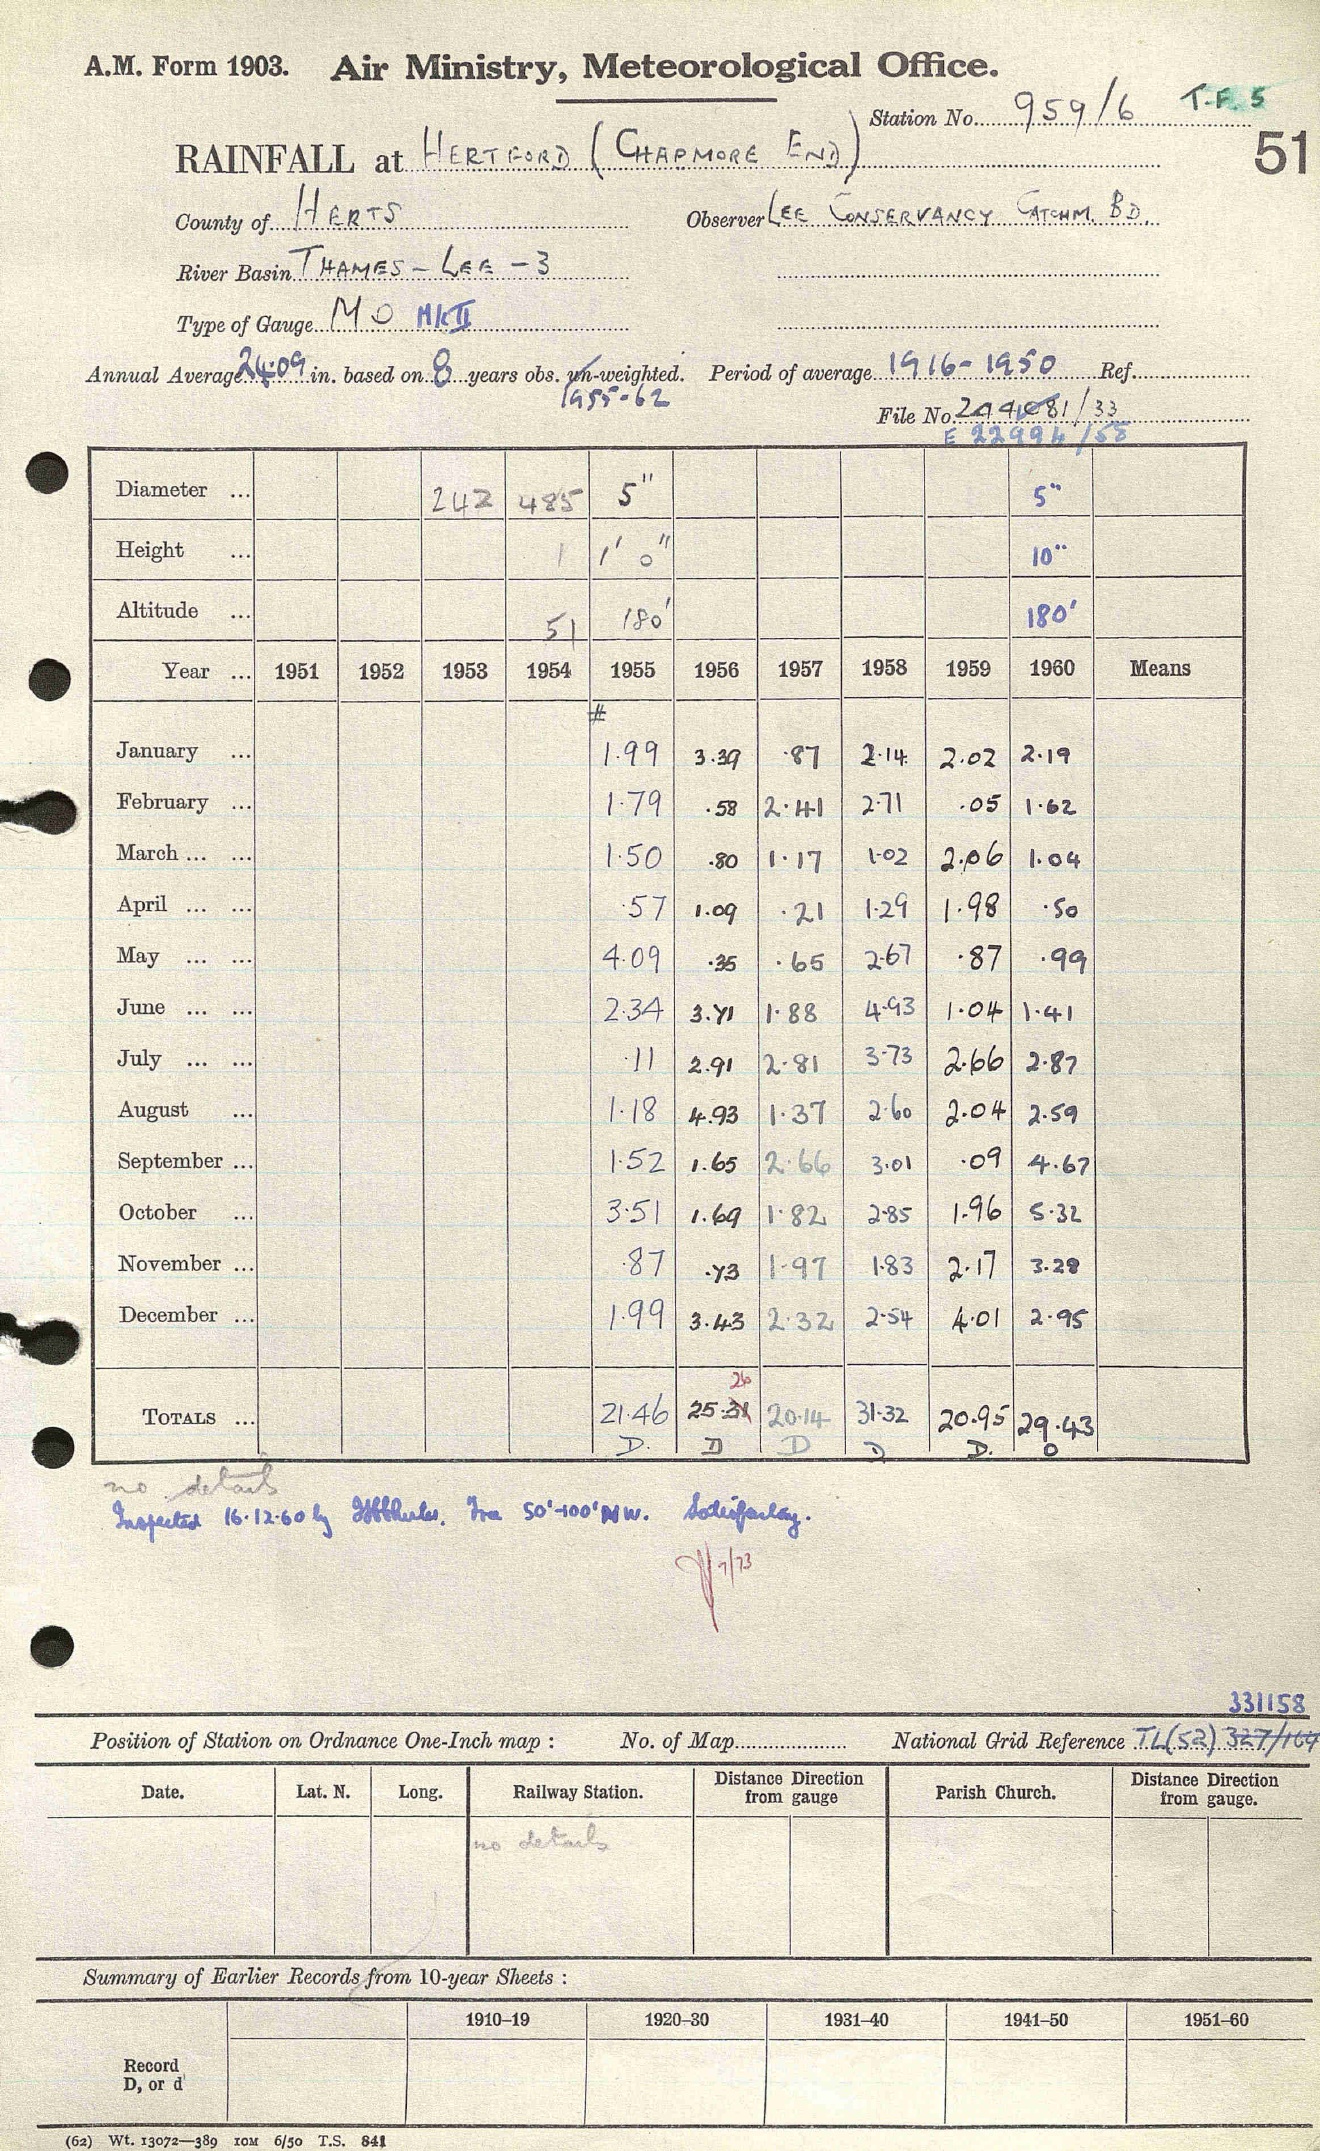 A.M. Form 1903. Air Ministry, Meteorological Office.
Station No. 959/6 T.F. 5
51
RAINFALL at HERTFORD (CHAPMORE END)
County of HERTS Observer LEE CONSERVANCY CATCHM. BD.
River Basin THAMES - LEE - 3
Type of Gauge MO MkII
Annual Average 24.09 in. based on 8 years obs. un-weighted. Period of average 1916-1950 Ref.
1955-62
File No. 244081/33
E 22994/58
Diameter ... 242 485 5" 5"
Height ... 1 1' 0" 10"
Altitude ... 51 180' 180'
Year ... 1951 1952 1953 1954 1955 1956 1957 1958 1959 1960 Means
#
January ... 1.99 3.39 .87 2.14 2.02 2.19
February ... 1.79 .58 2.41 2.71 .05 1.62
March ... ... 1.50 .80 1.17 1.02 2.06 1.04
April ... ... .57 1.09 .21 1.29 1.98 .50
May ... ... 4.09 .35 .65 2.67 .87 .99
June ... ... 2.34 3.71 1.88 4.93 1.04 1.41
July ... ... .11 2.91 2.81 3.73 2.66 2.87
August ... 1.18 4.93 1.37 2.60 2.04 2.59
September ... 1.52 1.65 2.66 3.01 .09 4.67
October ... 3.51 1.69 1.82 2.85 1.96 5.32
November ... .87 .73 1.97 1.83 2.17 3.28
December ... 1.99 3.43 2.32 2.54 4.01 2.95
26
TOTALS ... 21.46 25.31 20.14 31.32 20.95 29.43
D. D D D D. D
no details
Inspected 16.12.60 by Tree 50'-100' NW. Satisfactory.
7/73
331158
Position of Station on Ordnance One-Inch map : No. of Map National Grid Reference TL(52) 327/164
Date. Lat. N. Long. Railway Station. Distance Direction from gauge Parish Church. Distance Direction from gauge.
no details
Summary of Earlier Records from 10-year Sheets :
1910–19 1920–30 1931–40 1941–50 1951–60
Record
D, or d
(62) Wt. 13072—389 10M 6/50 T.S. 841